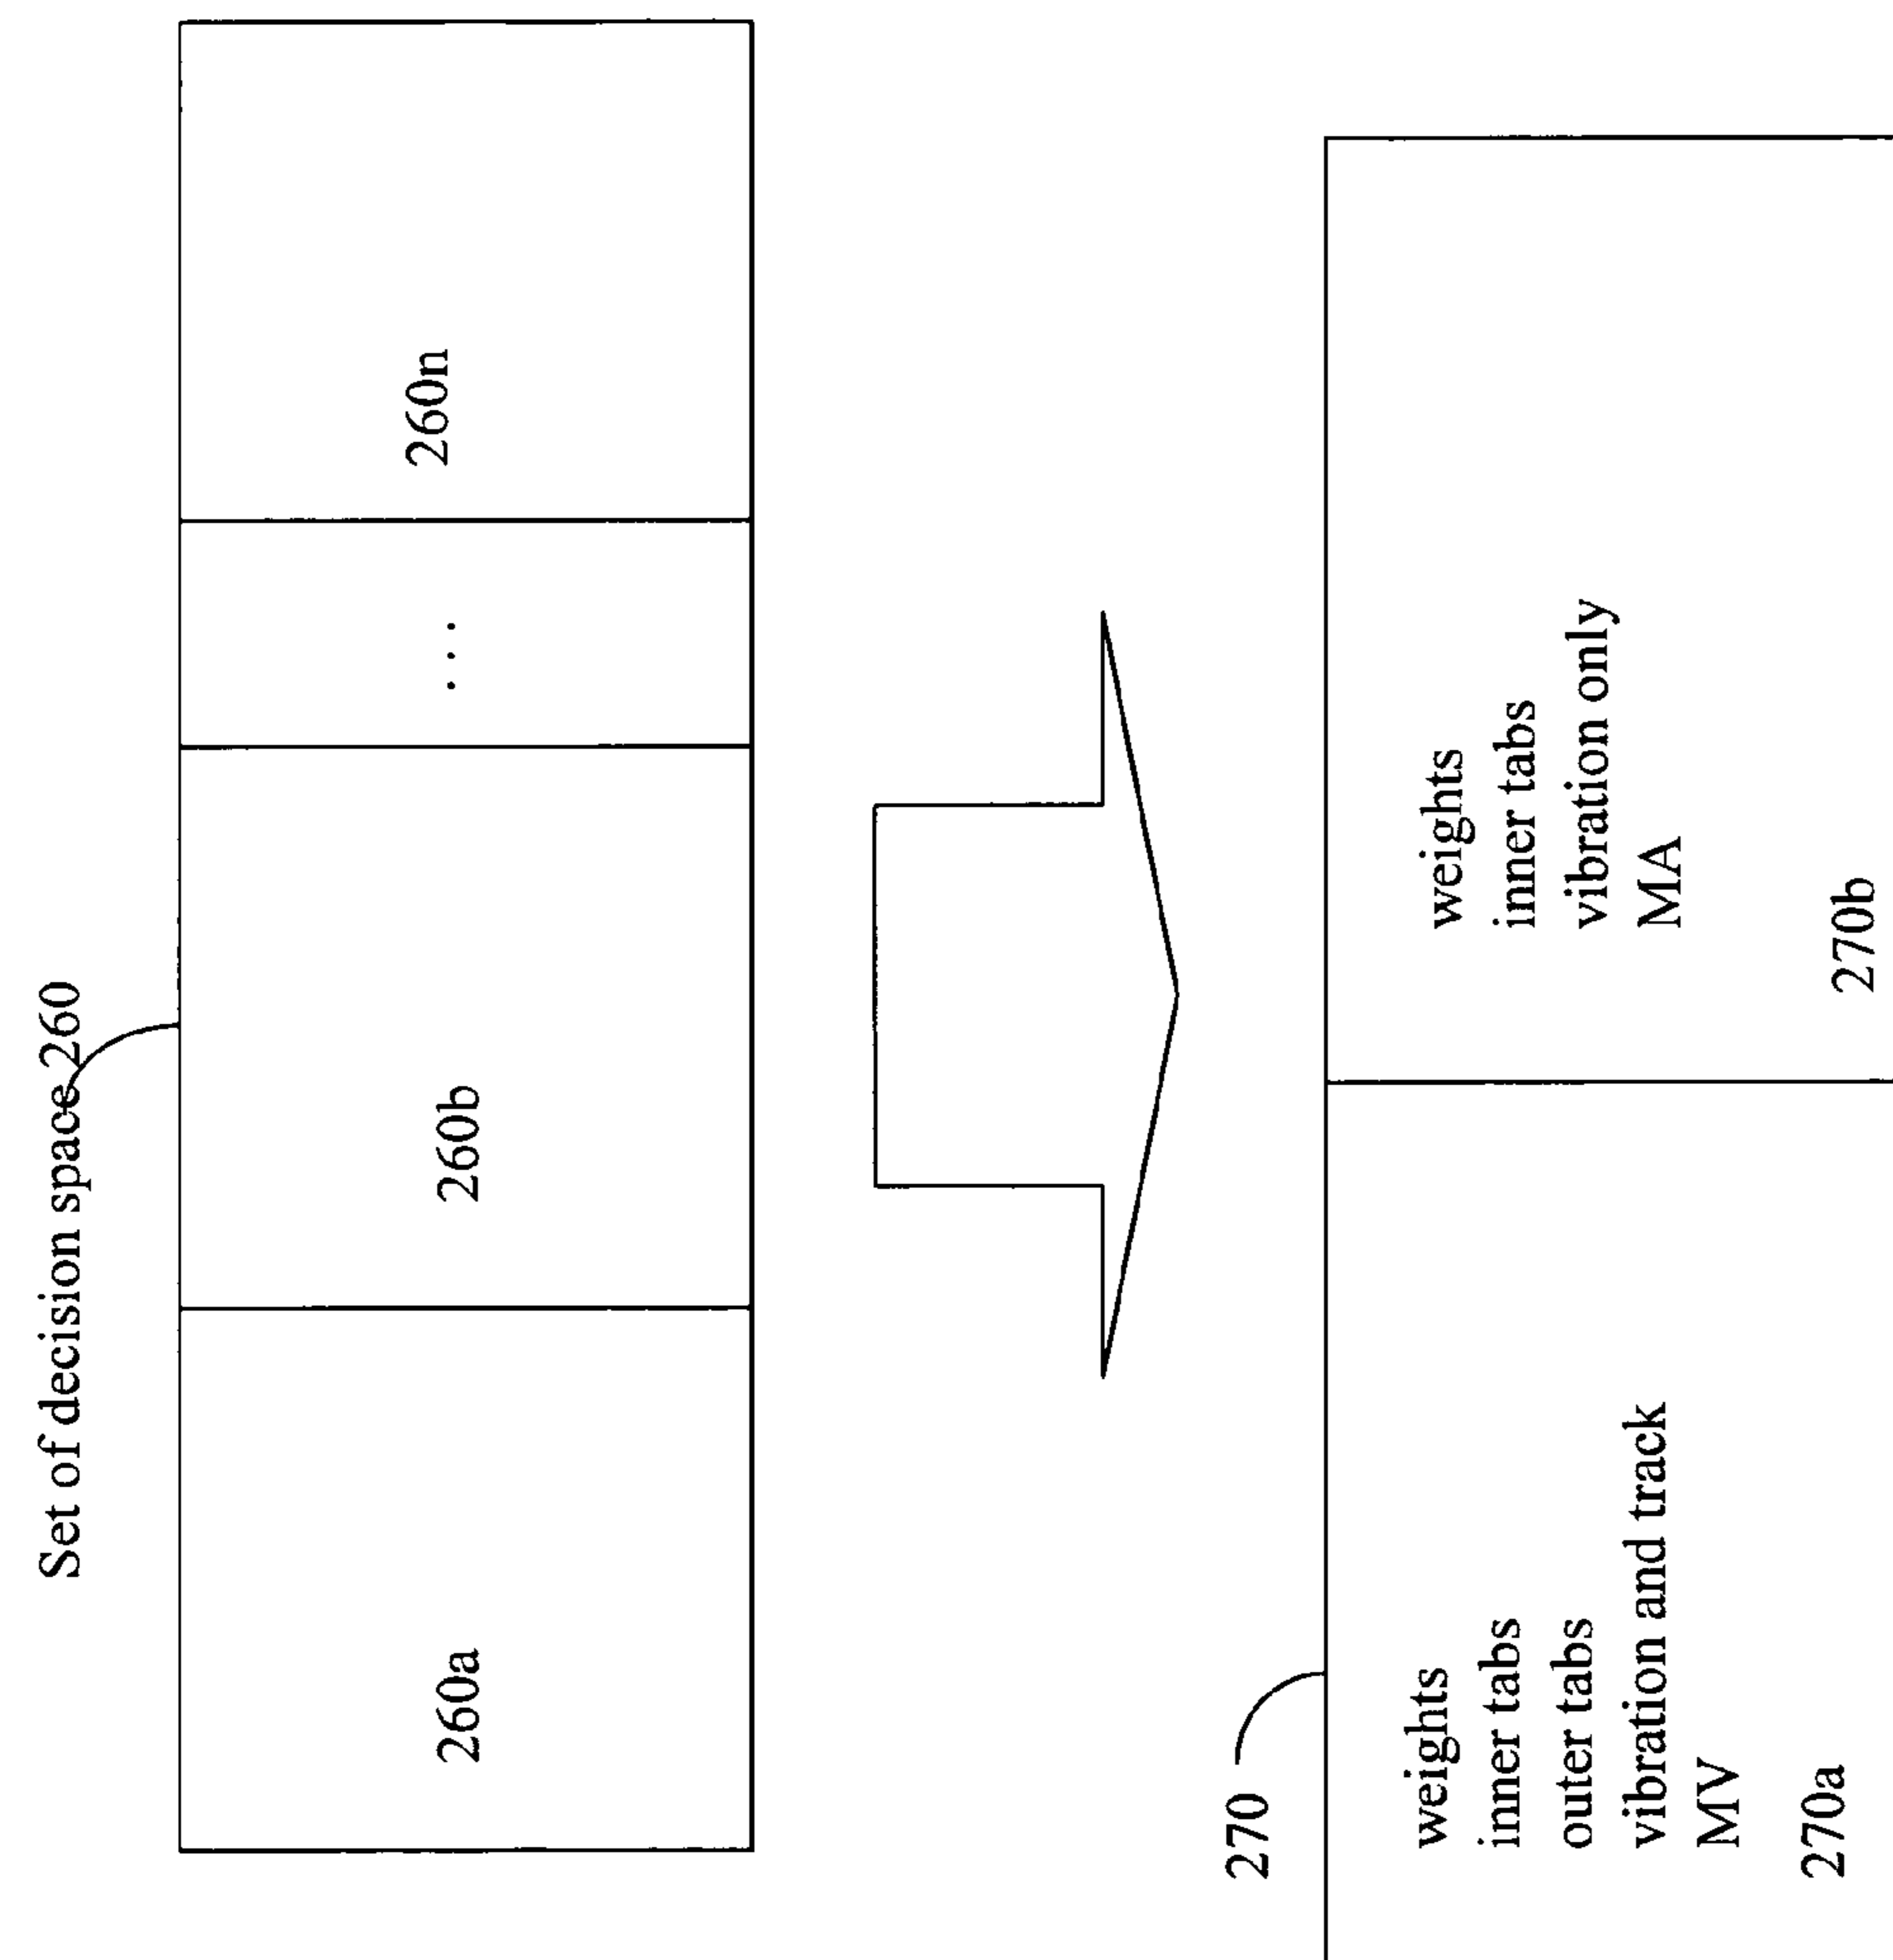 Set of decision space 260
260a
260b
...
260n
270
weights
inner tabs
outer tabs
vibration and track
MV
270a
weights
inner tabs
vibration only
MA
270b